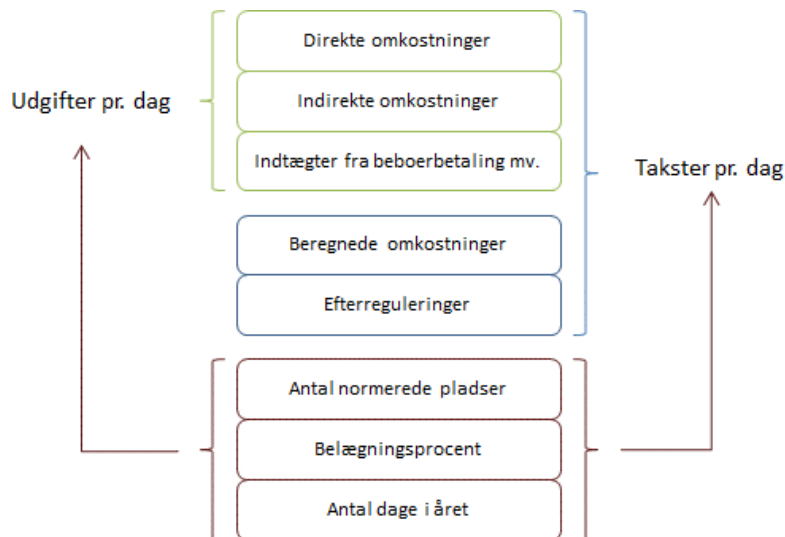 Direkte omkostninger
Udgifter pr. dag
Indirekte omkostninger
Indtægter fra beboerbetaling mv.
Takster pr. dag
Beregnede omkostninger
Efterreguleringer
Antal normerede pladser
Belægningsprocent
Antal dage i året